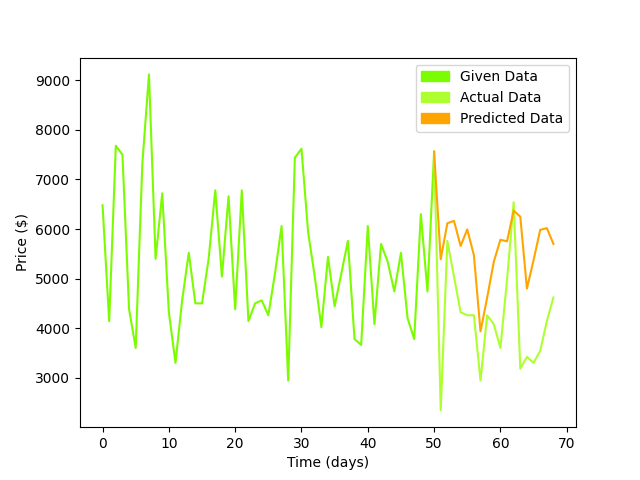 Given Data
Actual Data
Predicted Data
9000
8000
7000
6000
5000
4000
3000
Price ($)
0 10 20 30 40 50 60 70
Time (days)